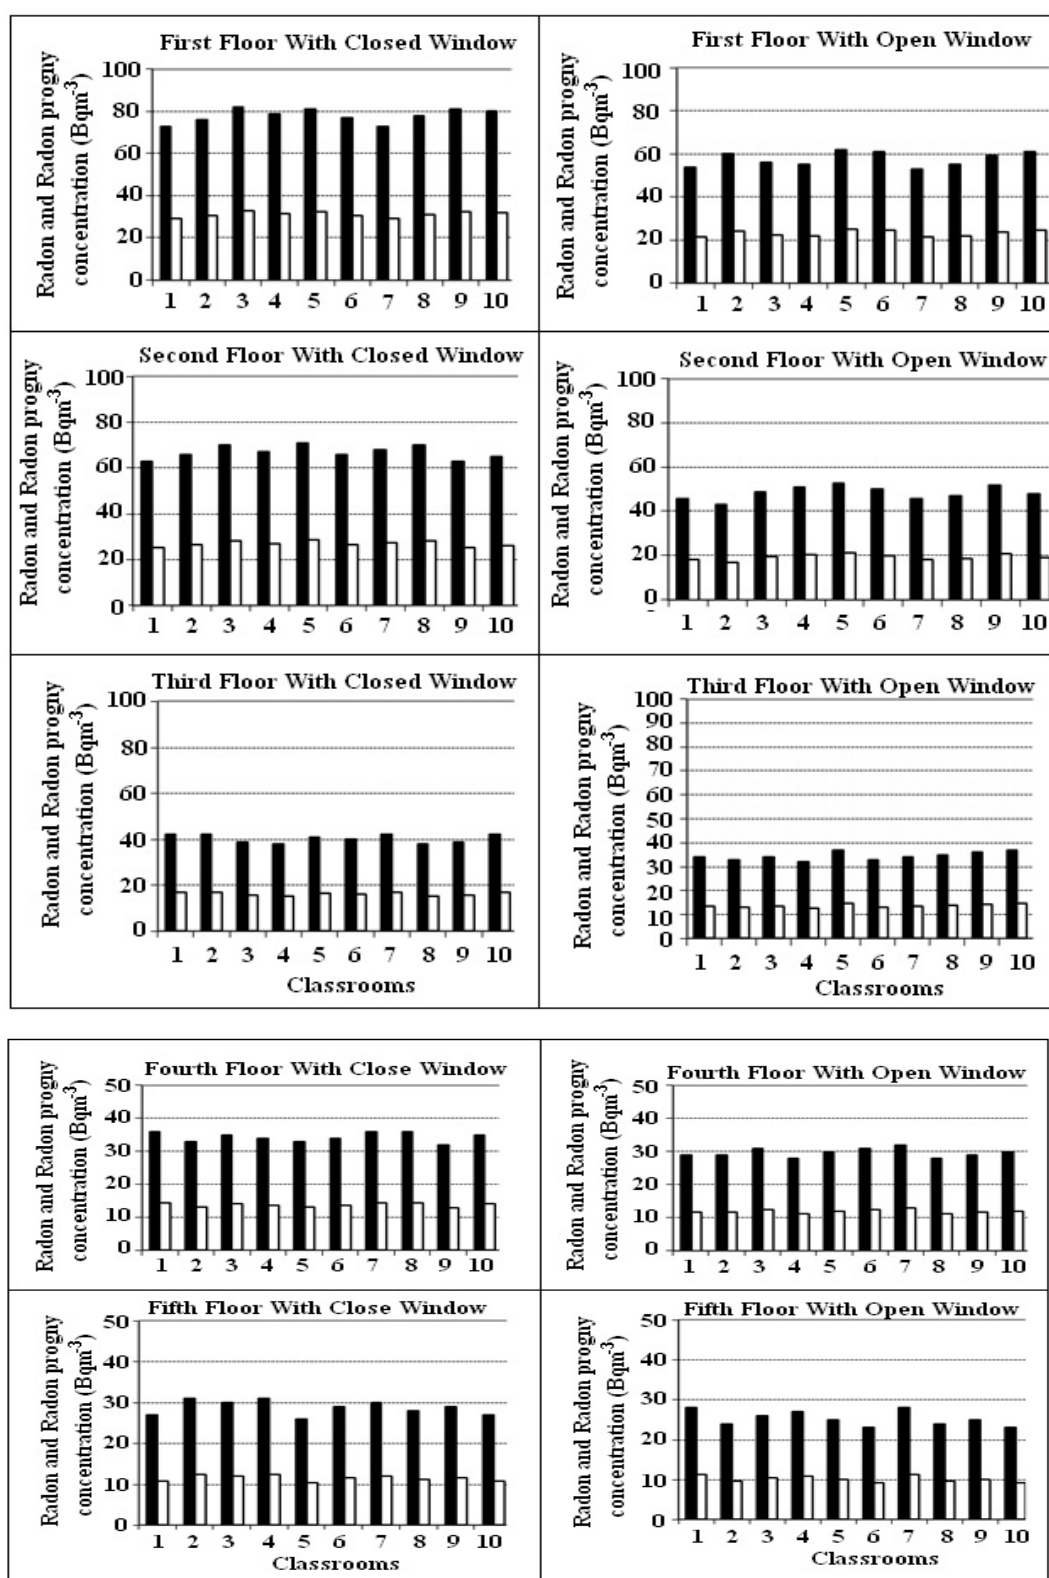 First Floor With Closed Window
Radon and Radon progny
concentration (Bqm-3)
100
80
60
40
20
0
1 2 3 4 5 6 7 8 9 10
First Floor With Open Window
Radon and Radon progny
concentration (Bqm-3)
100
80
60
40
20
0
1 2 3 4 5 6 7 8 9 10
Second Floor With Closed Window
Radon and Radon progny
concentration (Bqm-3)
100
80
60
40
20
0
1 2 3 4 5 6 7 8 9 10
Second Floor With Open Window
Radon and Radon progny
concentration (Bqm-3)
100
80
60
40
20
0
1 2 3 4 5 6 7 8 9 10
Third Floor With Closed Window
Radon and Radon progny
concentration (Bqm-3)
100
80
60
40
20
0
1 2 3 4 5 6 7 8 9 10
Classrooms
Third Floor With Open Window
Radon and Radon progny
concentration (Bqm-3)
100
90
80
70
60
50
40
30
20
10
0
1 2 3 4 5 6 7 8 9 10
Classrooms
Fourth Floor With Close Window
Radon and Radon progny
concentration (Bqm-3)
50
40
30
20
10
0
1 2 3 4 5 6 7 8 9 10
Fourth Floor With Open Window
Radon and Radon progny
concentration (Bqm-3)
50
40
30
20
10
0
1 2 3 4 5 6 7 8 9 10
Fifth Floor With Close Window
Radon and Radon progny
concentration (Bqm-3)
50
40
30
20
10
0
1 2 3 4 5 6 7 8 9 10
Classrooms
Fifth Floor With Open Window
Radon and Radon progny
concentration (Bqm-3)
50
40
30
20
10
0
1 2 3 4 5 6 7 8 9 10
Classrooms